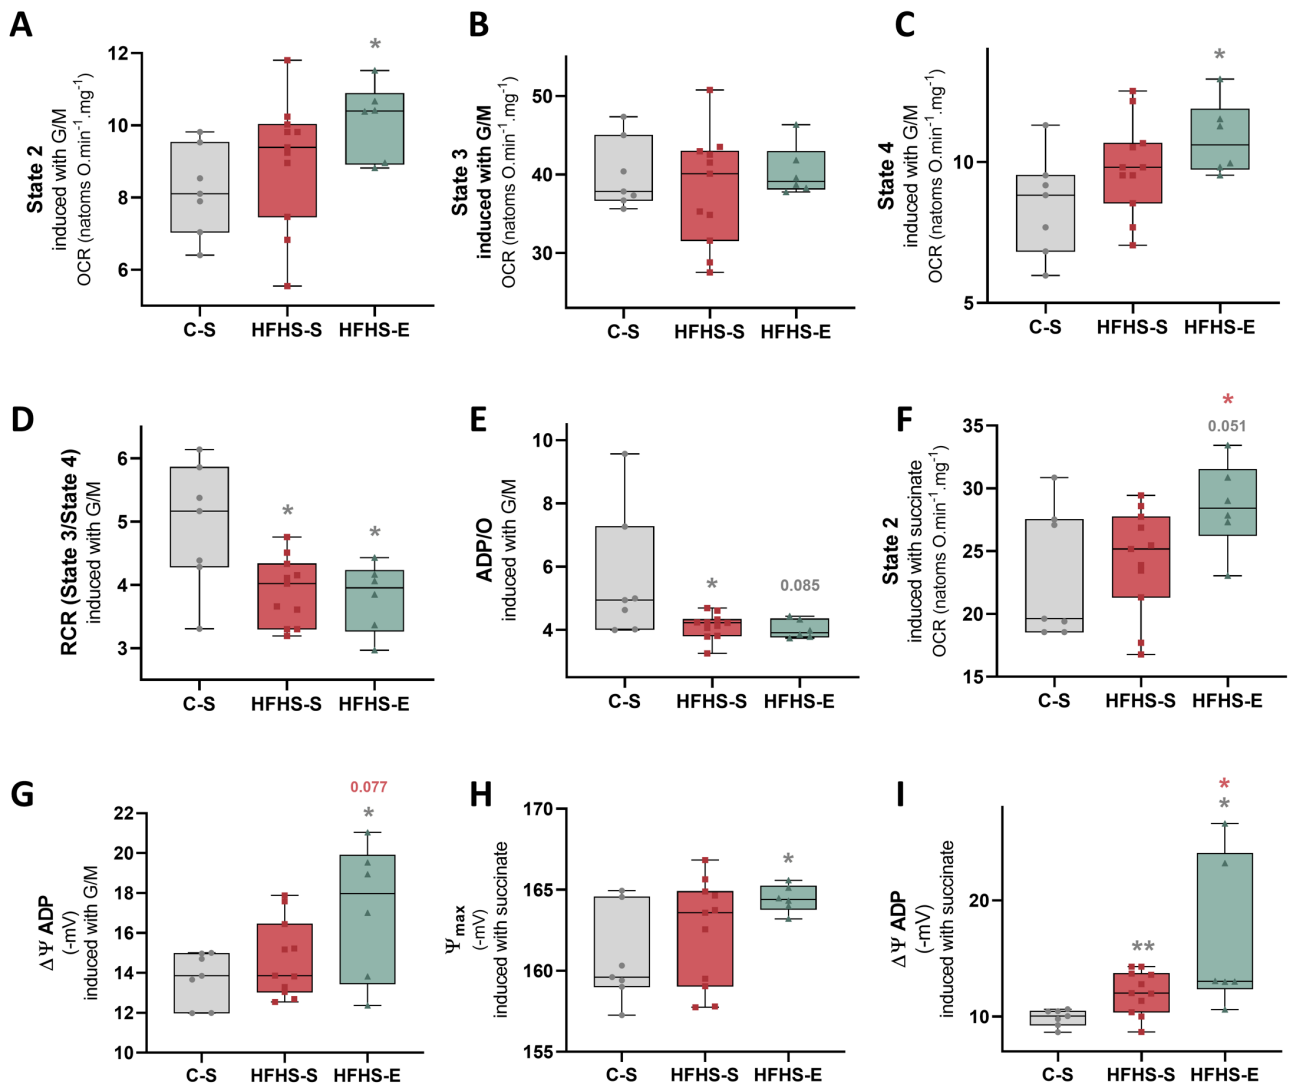 A
State 2
induced with G/M
OCR (natoms O.min⁻¹.mg⁻¹)
12
10
8
6
*
C-S
HFHS-S
HFHS-E
B
State 3
induced with G/M
OCR (natoms O.min⁻¹.mg⁻¹)
50
40
30
C-S
HFHS-S
HFHS-E
C
State 4
induced with G/M
OCR (natoms O.min⁻¹.mg⁻¹)
10
5
*
C-S
HFHS-S
HFHS-E
D
RCR (State 3/State 4)
induced with G/M
6
5
4
3
*
*
C-S
HFHS-S
HFHS-E
E
ADP/O
induced with G/M
10
8
6
4
*
0.085
C-S
HFHS-S
HFHS-E
F
State 2
induced with succinate
OCR (natoms O.min⁻¹.mg⁻¹)
35
30
25
20
15
*
0.051
C-S
HFHS-S
HFHS-E
G
ΔΨ ADP
(-mV)
induced with G/M
22
20
18
16
14
12
10
0.077
*
C-S
HFHS-S
HFHS-E
H
Ψmax
(-mV)
induced with succinate
170
165
160
155
*
C-S
HFHS-S
HFHS-E
I
ΔΨ ADP
(-mV)
induced with succinate
20
10
**
*
*
C-S
HFHS-S
HFHS-E